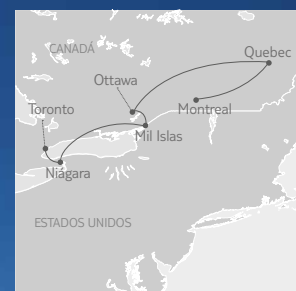 CANADÁ
Quebec
Ottawa
Toronto
Montreal
Mil Islas
Niágara
ESTADOS UNIDOS